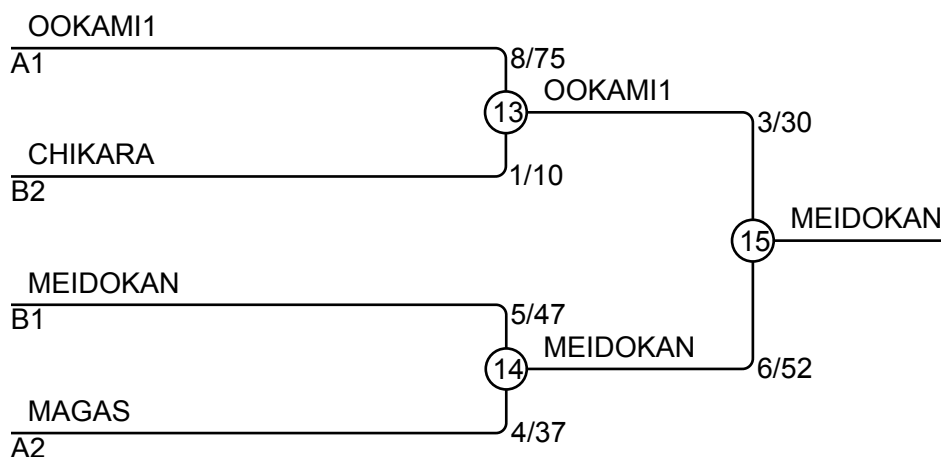 OOKAMI1
A1
8/75
13
OOKAMI1
3/30
CHIKARA
B2
1/10
15
MEIDOKAN
MEIDOKAN
B1
5/47
14
MEIDOKAN
6/52
MAGAS
A2
4/37